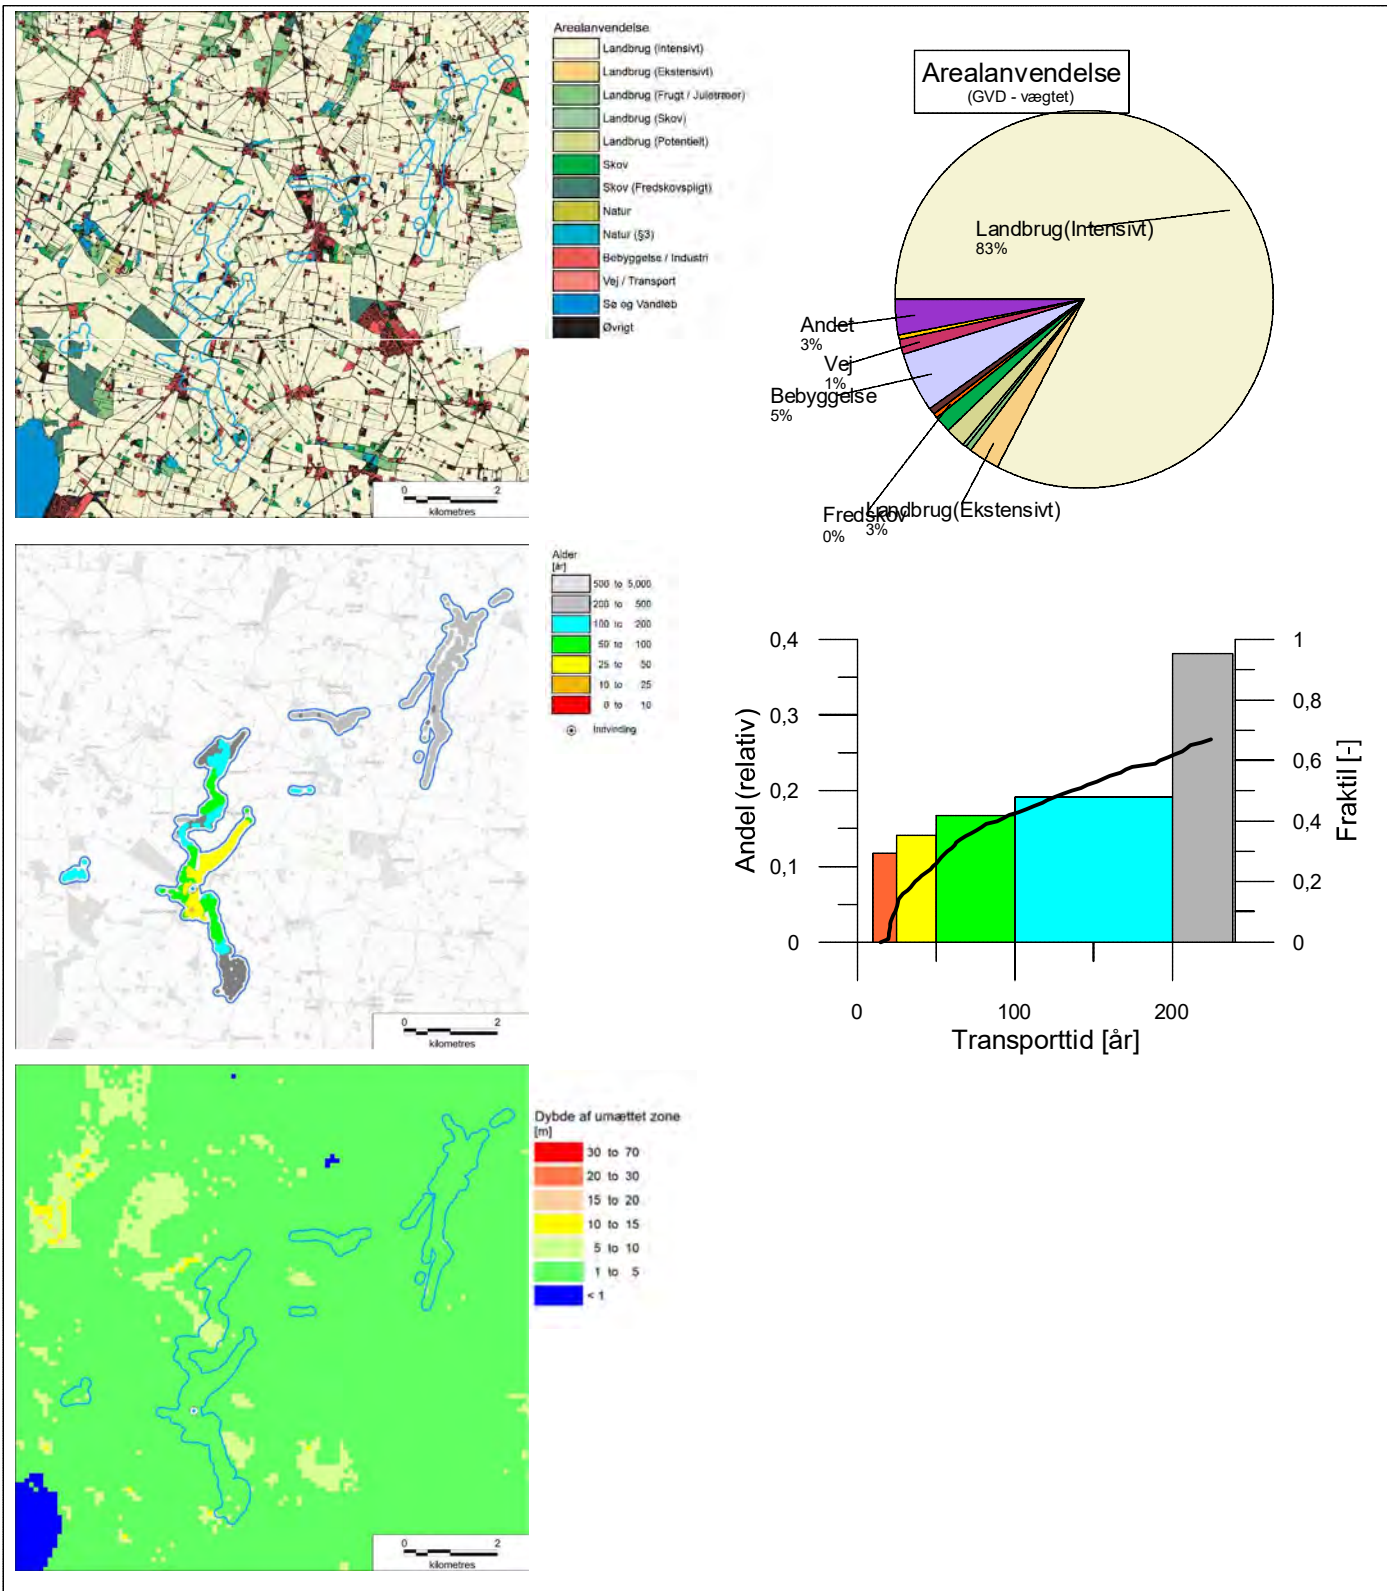 Arealanvendelse
Landbrug (Intensivt)
Landbrug (Ekstensivt)
Landbrug (Frugt / Juletræer)
Landbrug (Skov)
Landbrug (Potentielt)
Skov
Skov (Fredskovspligt)
Natur
Natur (§3)
Bebyggelse / Industri
Vej / Transport
Sø og Vandløb
Øvrigt
0 2
kilometres
Arealanvendelse
(GVD - vægtet)
Landbrug(Intensivt)
83%
Andet
3%
Vej
1%
Bebyggelse
5%
Fredskov
0%
Landbrug(Ekstensivt)
3%
Alder
[år]
500 to 5,000
200 to 500
100 to 200
50 to 100
25 to 50
10 to 25
0 to 10
Indvinding
0 2
kilometres
0,4
0,3
0,2
0,1
0
Andel (relativ)
1
0,8
0,6
0,4
0,2
0
Fraktil [-]
0 100 200
Transporttid [år]
Dybde af umættet zone
[m]
30 to 70
20 to 30
15 to 20
10 to 15
5 to 10
1 to 5
< 1
0 2
kilometres